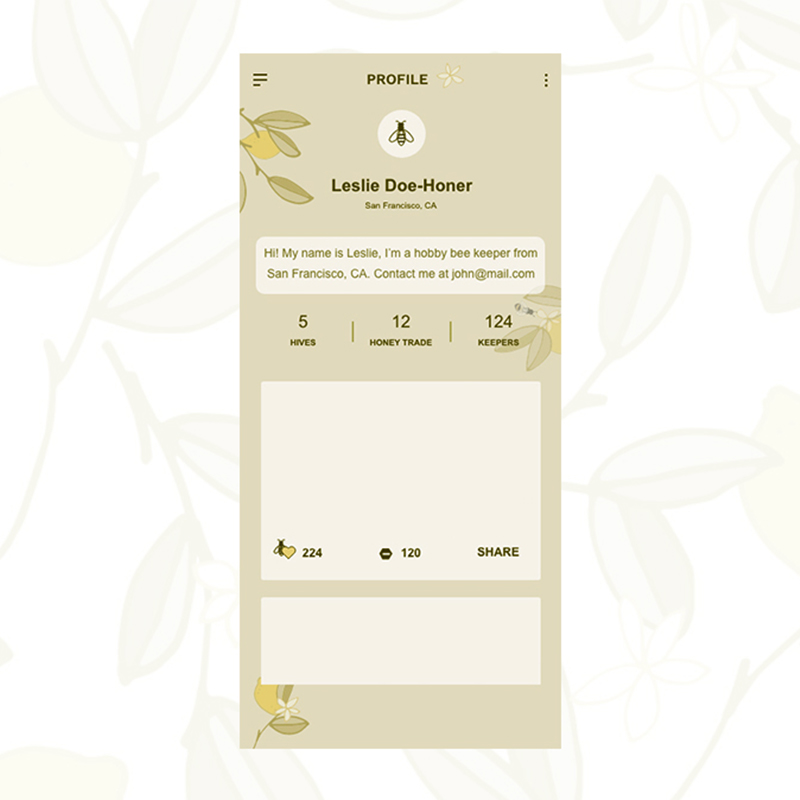 PROFILE
Leslie Doe-Honer
San Francisco, CA
Hi! My name is Leslie, I'm a hobby bee keeper from
San Francisco, CA. Contact me at john@mail.com
5 12 124
HIVES HONEY TRADE KEEPERS
224 120 SHARE